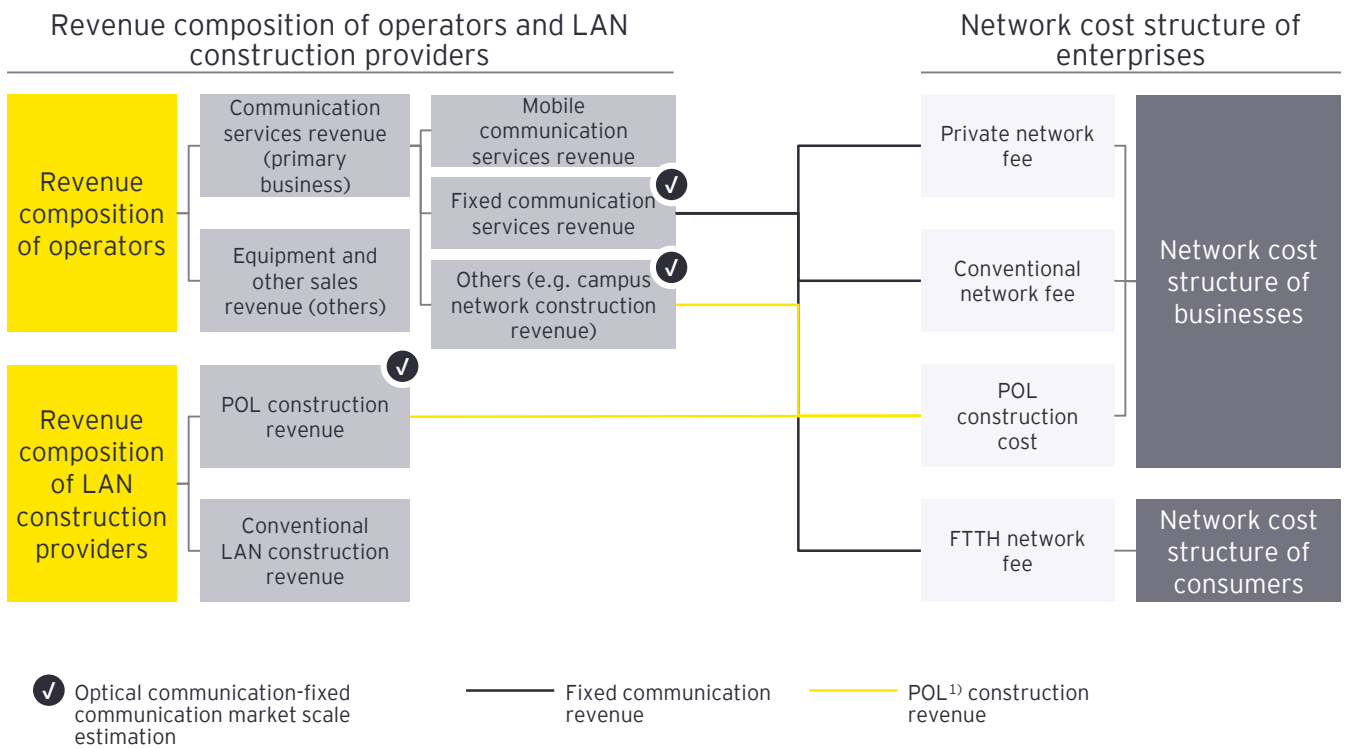 Revenue composition of operators and LAN
construction providers
Network cost structure of
enterprises
Revenue
composition
of operators
Communication
services revenue
(primary
business)
Equipment and
other sales
revenue (others)
Mobile
communication
services revenue
Fixed communication
services revenue
Others (e.g. campus
network construction
revenue)
Revenue
composition
of LAN
construction
providers
POL construction
revenue
Conventional
LAN construction
revenue
Private network
fee
Conventional
network fee
POL
construction
cost
FTTH network
fee
Network cost
structure of
businesses
Network cost
structure of
consumers
Optical communication-fixed
communication market scale
estimation
Fixed communication
revenue
POL¹⁾ construction
revenue